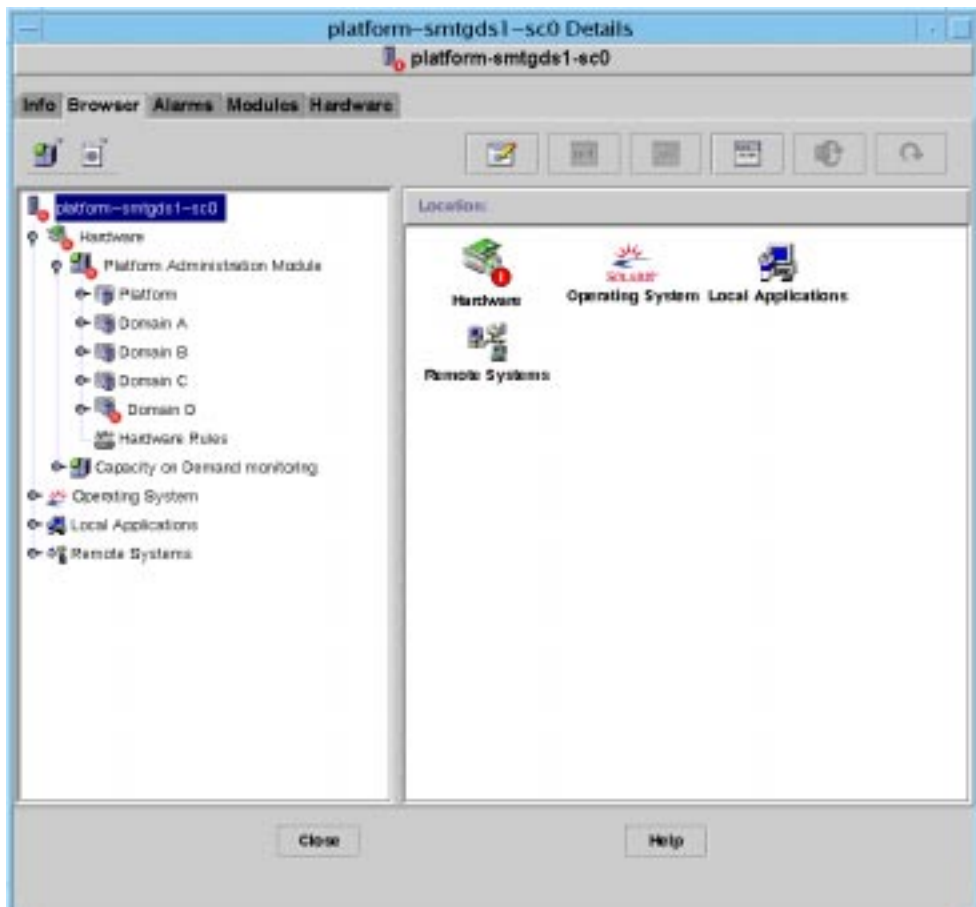 platform-smtgds1-sc0 Details
platform-smtgds1-sc0
Info Browser Alarms Modules Hardware
platform-smtgds1-sc0
Hardware
Platform Administration Module
Platform
Domain A
Domain B
Domain C
Domain D
Hardware Rules
Capacity on Demand monitoring
Operating System
Local Applications
Remote Systems
Location:
Hardware
SOLARIS
Operating System
Local Applications
Remote Systems
Close
Help